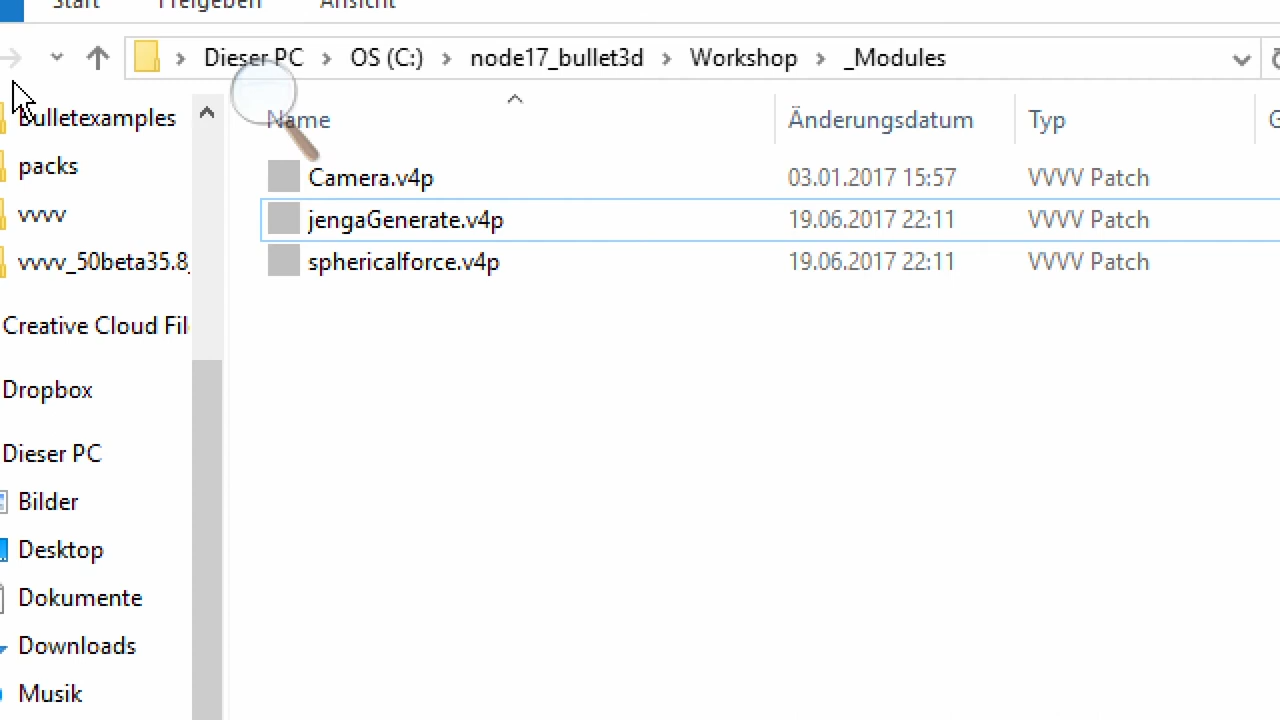 Start Freigeben Ansicht
Dieser PC OS (C:) node17_bullet3d Workshop _Modules
Name Änderungsdatum Typ
Camera.v4p 03.01.2017 15:57 VVVV Patch
jengaGenerate.v4p 19.06.2017 22:11 VVVV Patch
sphericalforce.v4p 19.06.2017 22:11 VVVV Patch
Bulletexamples
packs
vvvv
vvvv_50beta35.8_
Creative Cloud Fil
Dropbox
Dieser PC
Bilder
Desktop
Dokumente
Downloads
Musik